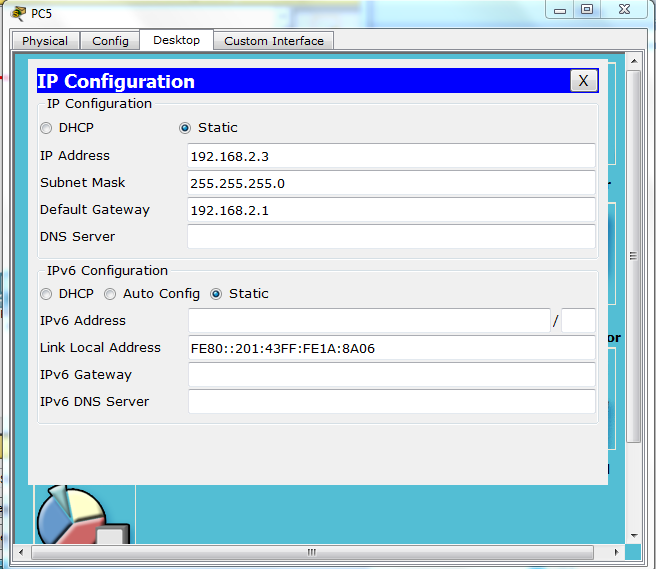 PC5
Physical Config Desktop Custom Interface
IP Configuration X
IP Configuration
DHCP Static
IP Address 192.168.2.3
Subnet Mask 255.255.255.0
Default Gateway 192.168.2.1
DNS Server
IPv6 Configuration
DHCP Auto Config Static
IPv6 Address /
Link Local Address FE80::201:43FF:FE1A:8A06
IPv6 Gateway
IPv6 DNS Server